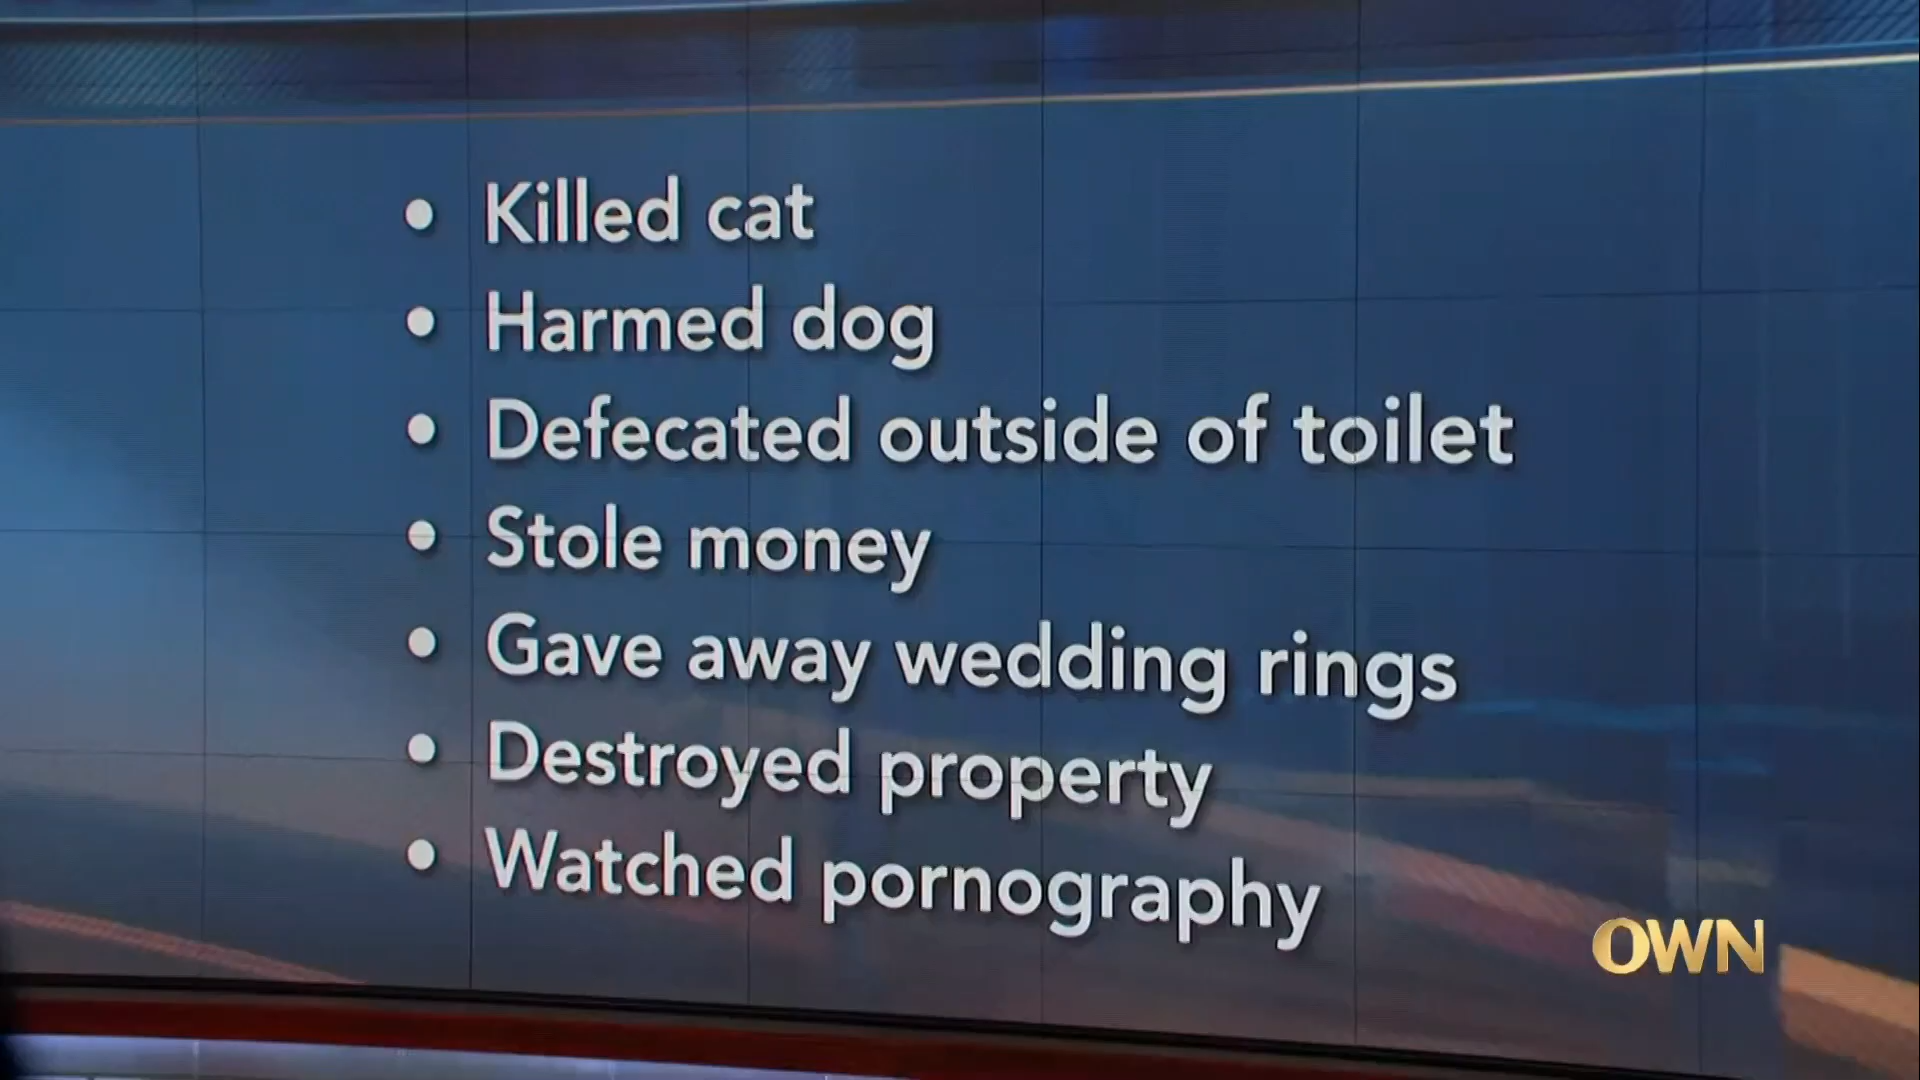 • Killed cat
• Harmed dog
• Defecated outside of toilet
• Stole money
• Gave away wedding rings
• Destroyed property
• Watched pornography
OWN